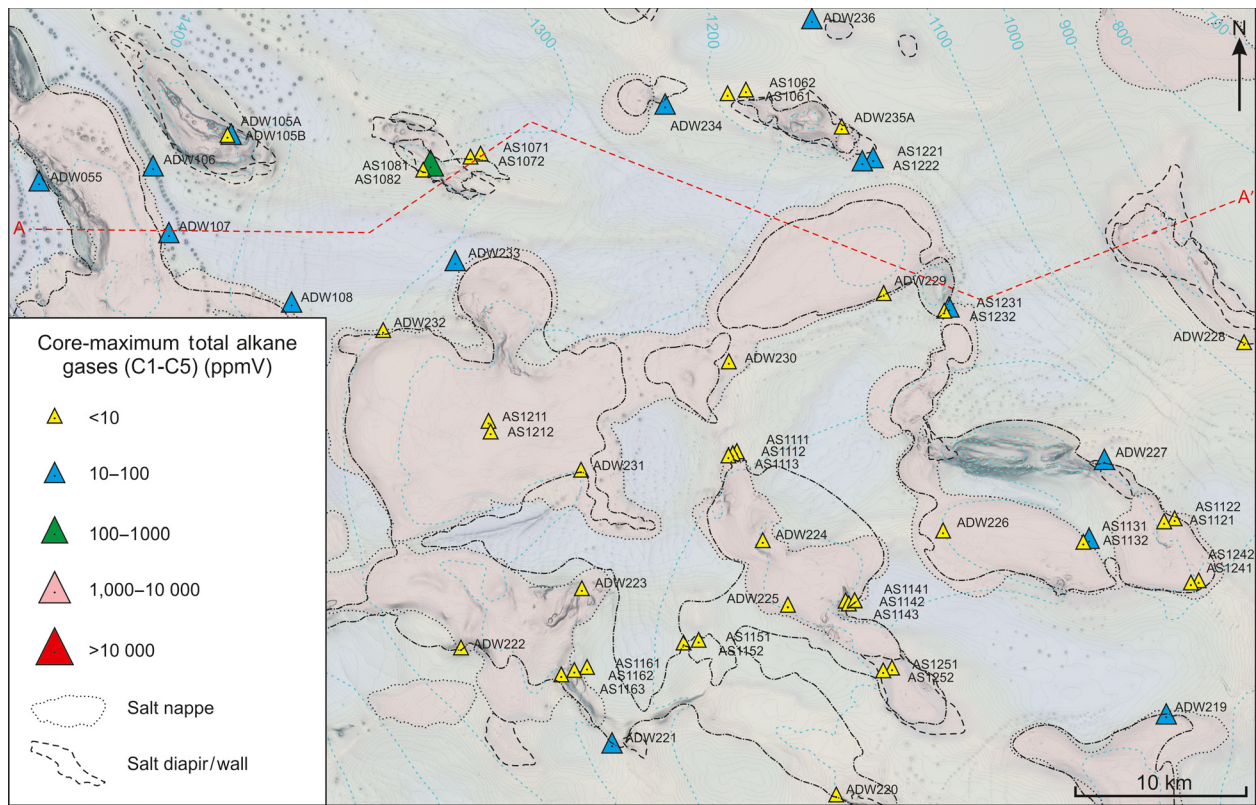 1400
1300
1200
1100
1000
900
800
750
N
ADW236
AS1062
AS1061
ADW234
ADW235A
ADW105A
ADW105B
ADW106
AS1071
AS1072
AS1081
AS1082
AS1221
AS1222
ADW055
A
A'
ADW107
ADW233
ADW229
ADW108
AS1231
AS1232
ADW232
ADW228
ADW230
Core-maximum total alkane
gases (C1-C5) (ppmV)
<10
10–100
100–1000
1,000–10 000
>10 000
Salt nappe
Salt diapir/wall
AS1211
AS1212
ADW231
AS1111
AS1112
AS1113
ADW227
AS1122
AS1121
ADW226
AS1131
AS1132
ADW224
AS1242
AS1241
ADW223
ADW225
AS1141
AS1142
AS1143
ADW222
AS1151
AS1152
AS1161
AS1162
AS1163
AS1251
AS1252
ADW219
ADW221
ADW220
10 km